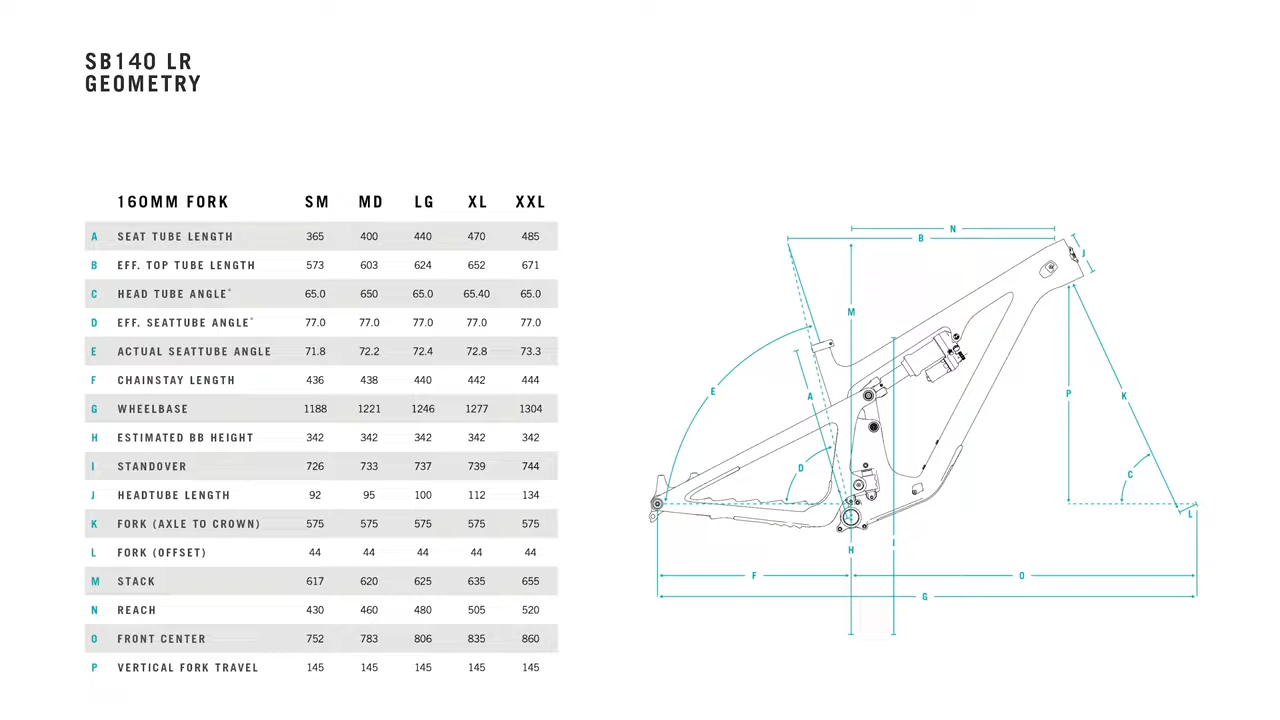 SB140 LR
GEOMETRY
160MM FORK SM MD LG XL XXL
A SEAT TUBE LENGTH 365 400 440 470 485
B EFF. TOP TUBE LENGTH 573 603 624 652 671
C HEAD TUBE ANGLE* 65.0 650 65.0 65.40 65.0
D EFF. SEATTUBE ANGLE* 77.0 77.0 77.0 77.0 77.0
E ACTUAL SEATTUBE ANGLE 71.8 72.2 72.4 72.8 73.3
F CHAINSTAY LENGTH 436 438 440 442 444
G WHEELBASE 1188 1221 1246 1277 1304
H ESTIMATED BB HEIGHT 342 342 342 342 342
I STANDOVER 726 733 737 739 744
J HEADTUBE LENGTH 92 95 100 112 134
K FORK (AXLE TO CROWN) 575 575 575 575 575
L FORK (OFFSET) 44 44 44 44 44
M STACK 617 620 625 635 655
N REACH 430 460 480 505 520
O FRONT CENTER 752 783 806 835 860
P VERTICAL FORK TRAVEL 145 145 145 145 145
N
B
J
M
E
A
P
K
D
C
L
H
I
F
O
G